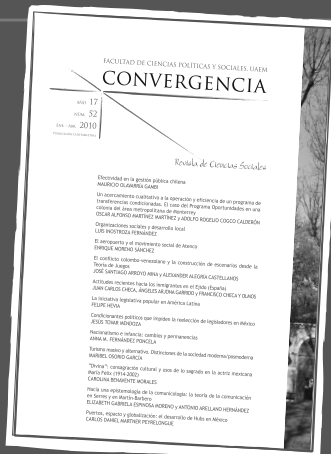 FACULTAD DE CIENCIAS POLÍTICAS Y SOCIALES, UAEM
CONVERGENCIA
AÑO 17
NÚM. 52
ENE - ABR. 2010
Revista de Ciencias Sociales
Efectividad en la gestión pública chilena
MAURICIO OLAVARRÍA GAMBI
Un acercamiento cualitativo a la operación y eficiencia de un programa de
transferencias condicionadas. El caso del Programa Oportunidades en una
colonia del área metropolitana de Monterrey
OSCAR ALFONSO MARTÍNEZ MARTÍNEZ y ADOLFO ROGELIO COGCO CALDERÓN
Organizaciones sociales y desarrollo local
LUIS INOSTROZA FERNÁNDEZ
El aeropuerto y el movimiento social de Atenco
ENRIQUE MORENO SÁNCHEZ
El conflicto colombo-venezolano y la construcción de escenarios desde la
Teoría de Juegos
JOSÉ SANTIAGO ARROYO MINA y ALEXANDER ALEGRÍA CASTELLANOS
Actitudes recientes hacia los inmigrantes en el Ejido (España)
JUAN CARLOS CHECA, ÁNGELES ARJONA GARRIDO y FRANCISCO CHECA Y OLMOS
La iniciativa legislativa popular en América Latina
FELIPE HEVIA
Condicionantes políticos que impiden la reelección de legisladores en México
JESÚS TOVAR MENDOZA
Nacionalismo e infancia: cambios y permanencias
ANNA M. FERNÁNDEZ PONCELA
Turismo masivo y alternativo. Distinciones de la sociedad moderna/posmoderna
MARIBEL OSORIO GARCÍA
"Divina": consagración cultural y usos de lo sagrado en la actriz mexicana
María Félix (1914-2002)
CAROLINA BENAVENTE MORALES
Hacia una epistemología de la comunicología: la teoría de la comunicación
en Serres y en Martín-Barbero
ELIZABETH GABRIELA ESPINOSA MORENO y ANTONIO ARELLANO HERNÁNDEZ
Puertos, espacio y globalización: el desarrollo de Hubs en México
CARLOS DANIEL MARTNER PEYRELONGUE